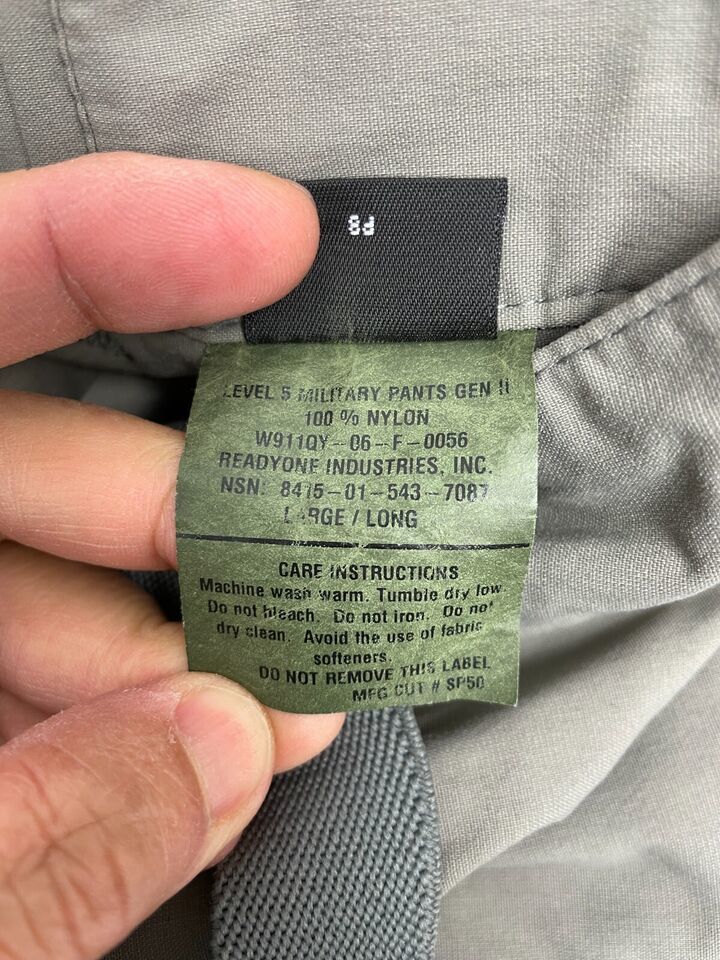 P8
LEVEL 5 MILITARY PANTS GEN II
100 % NYLON
W911QY-06-F-0056
READYONE INDUSTRIES, INC.
NSN: 8415-01-543-7087
LARGE / LONG
CARE INSTRUCTIONS
Machine wash warm. Tumble dry low.
Do not bleach. Do not iron. Do not
dry clean. Avoid the use of fabric
softeners.
DO NOT REMOVE THIS LABEL
MFG CUT # SP50